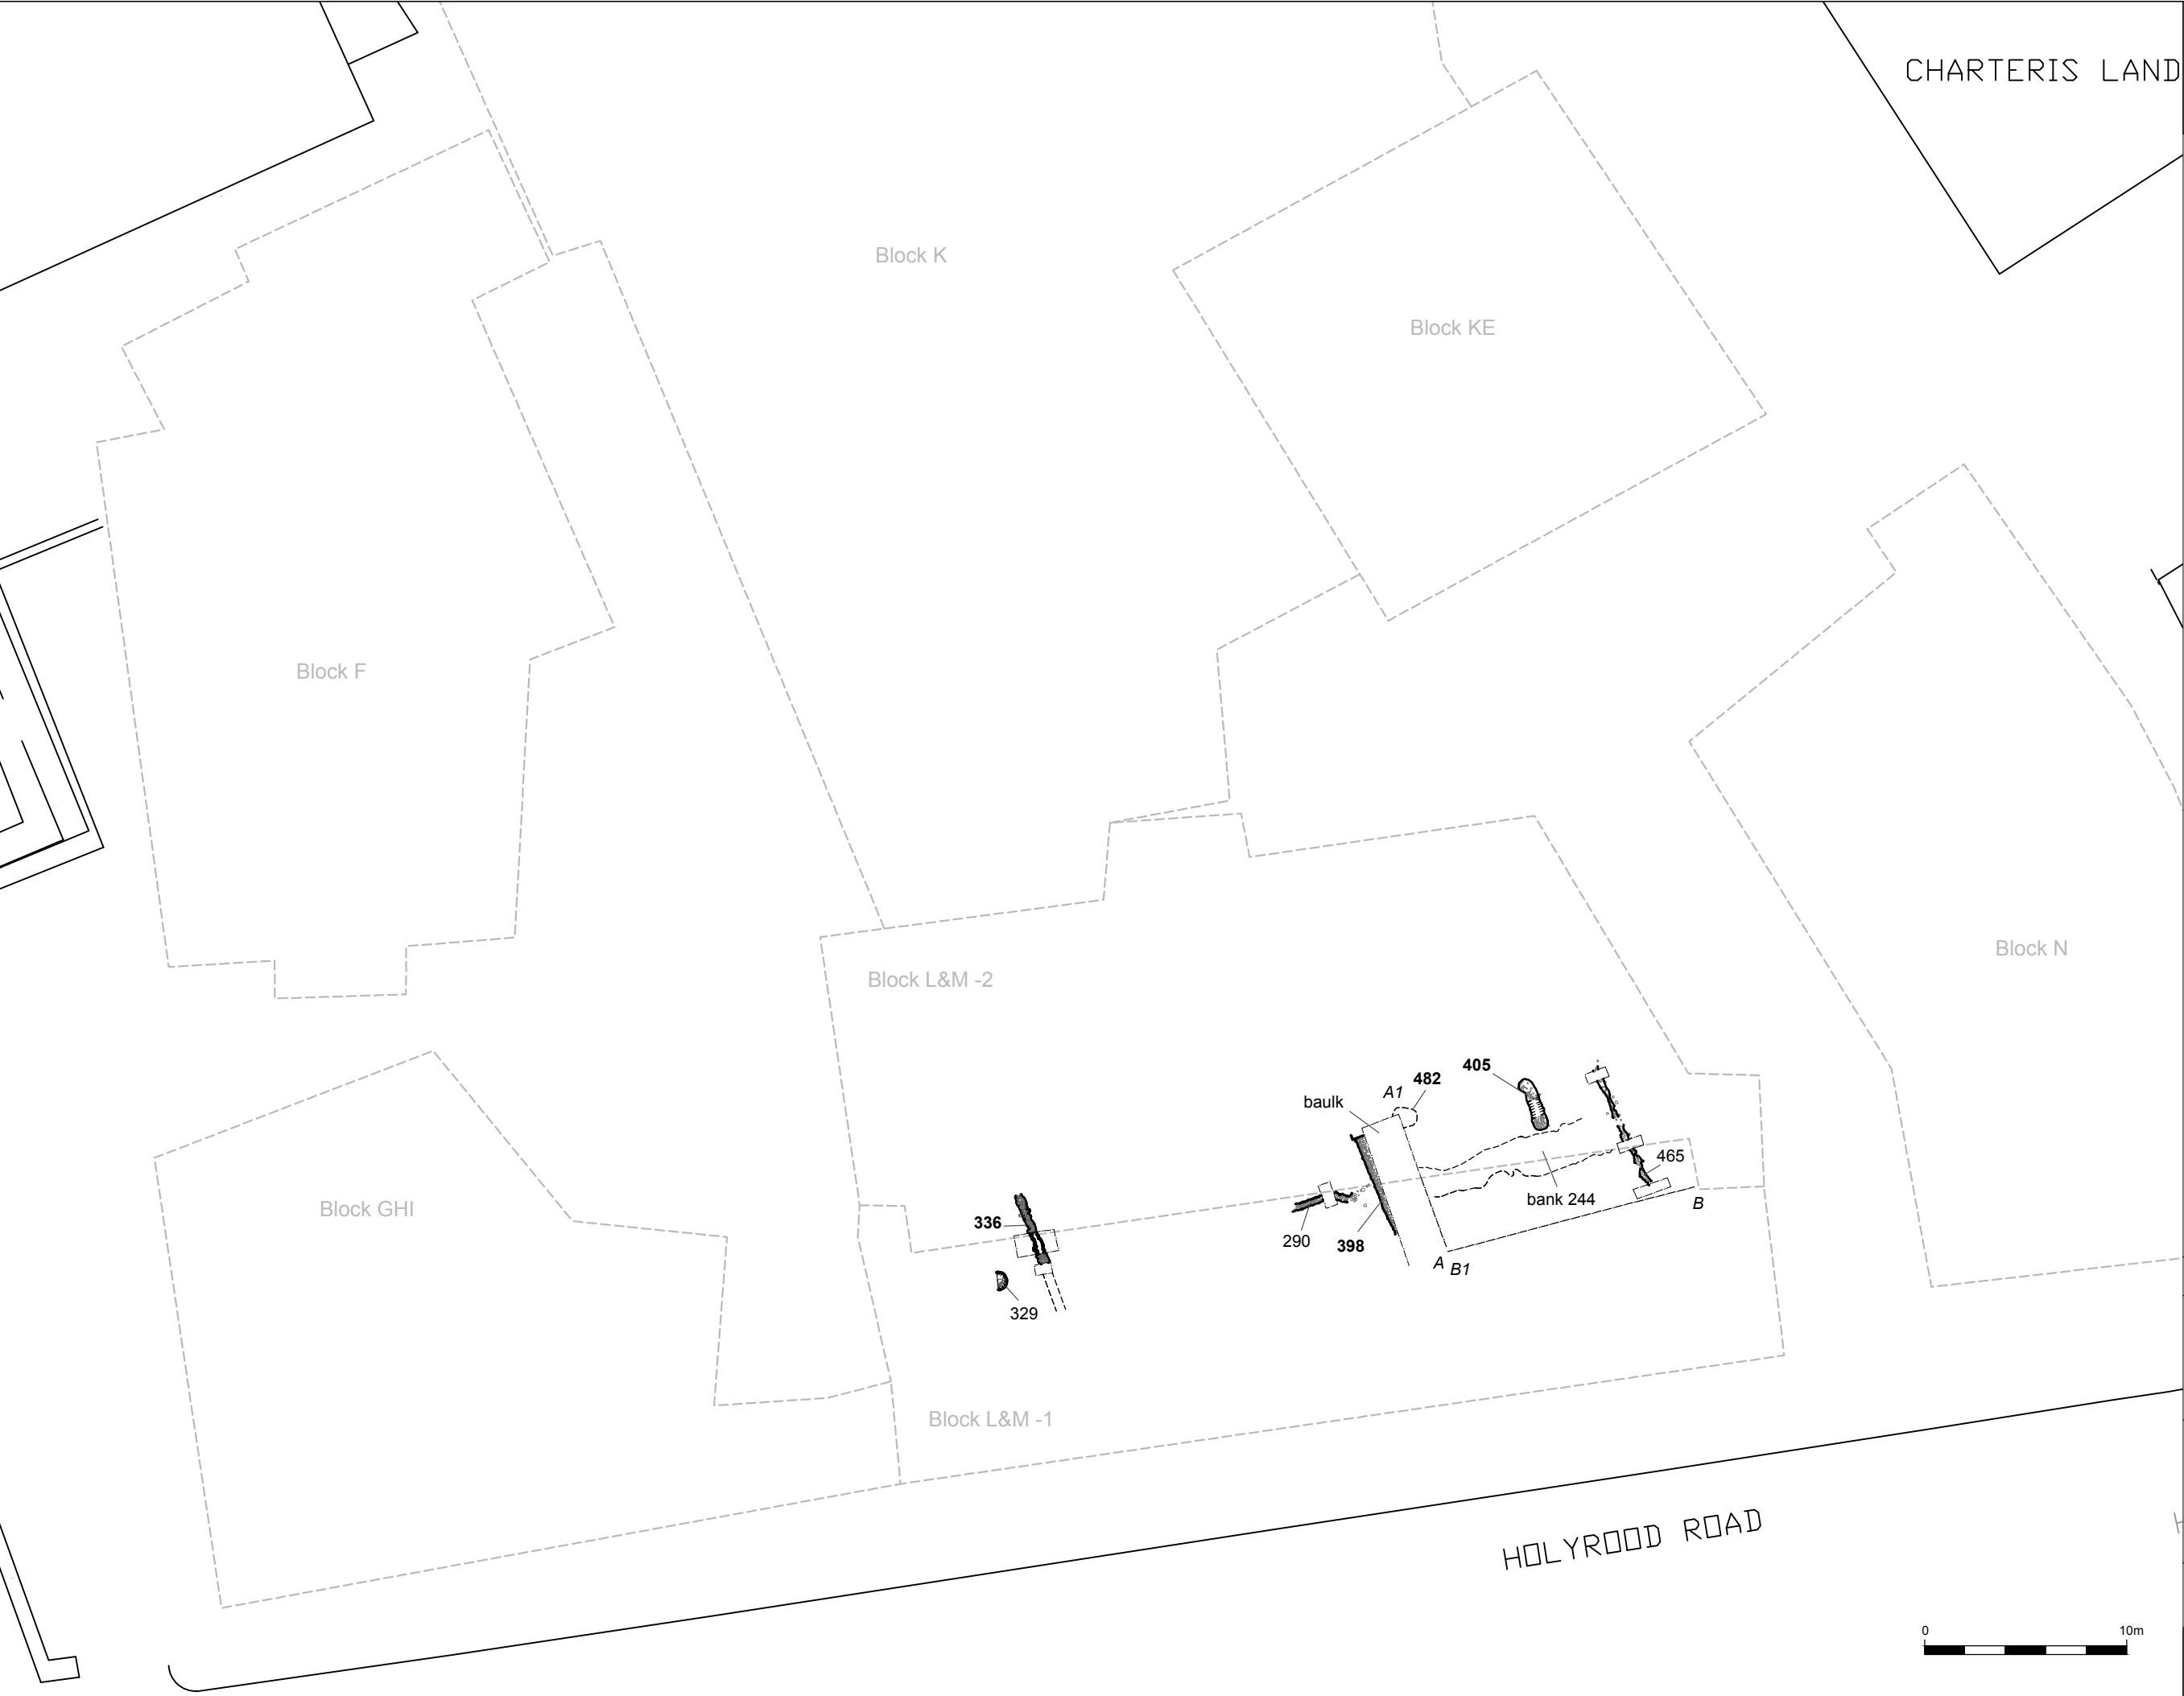 CHARTERIS LAND
Block K
Block KE
Block F
Block N
Block L&M -2
405
482
A1
baulk
465
bank 244
B
Block GHI
336
290
398
A
B1
329
Block L&M -1
HOLYROOD ROAD
0
10m